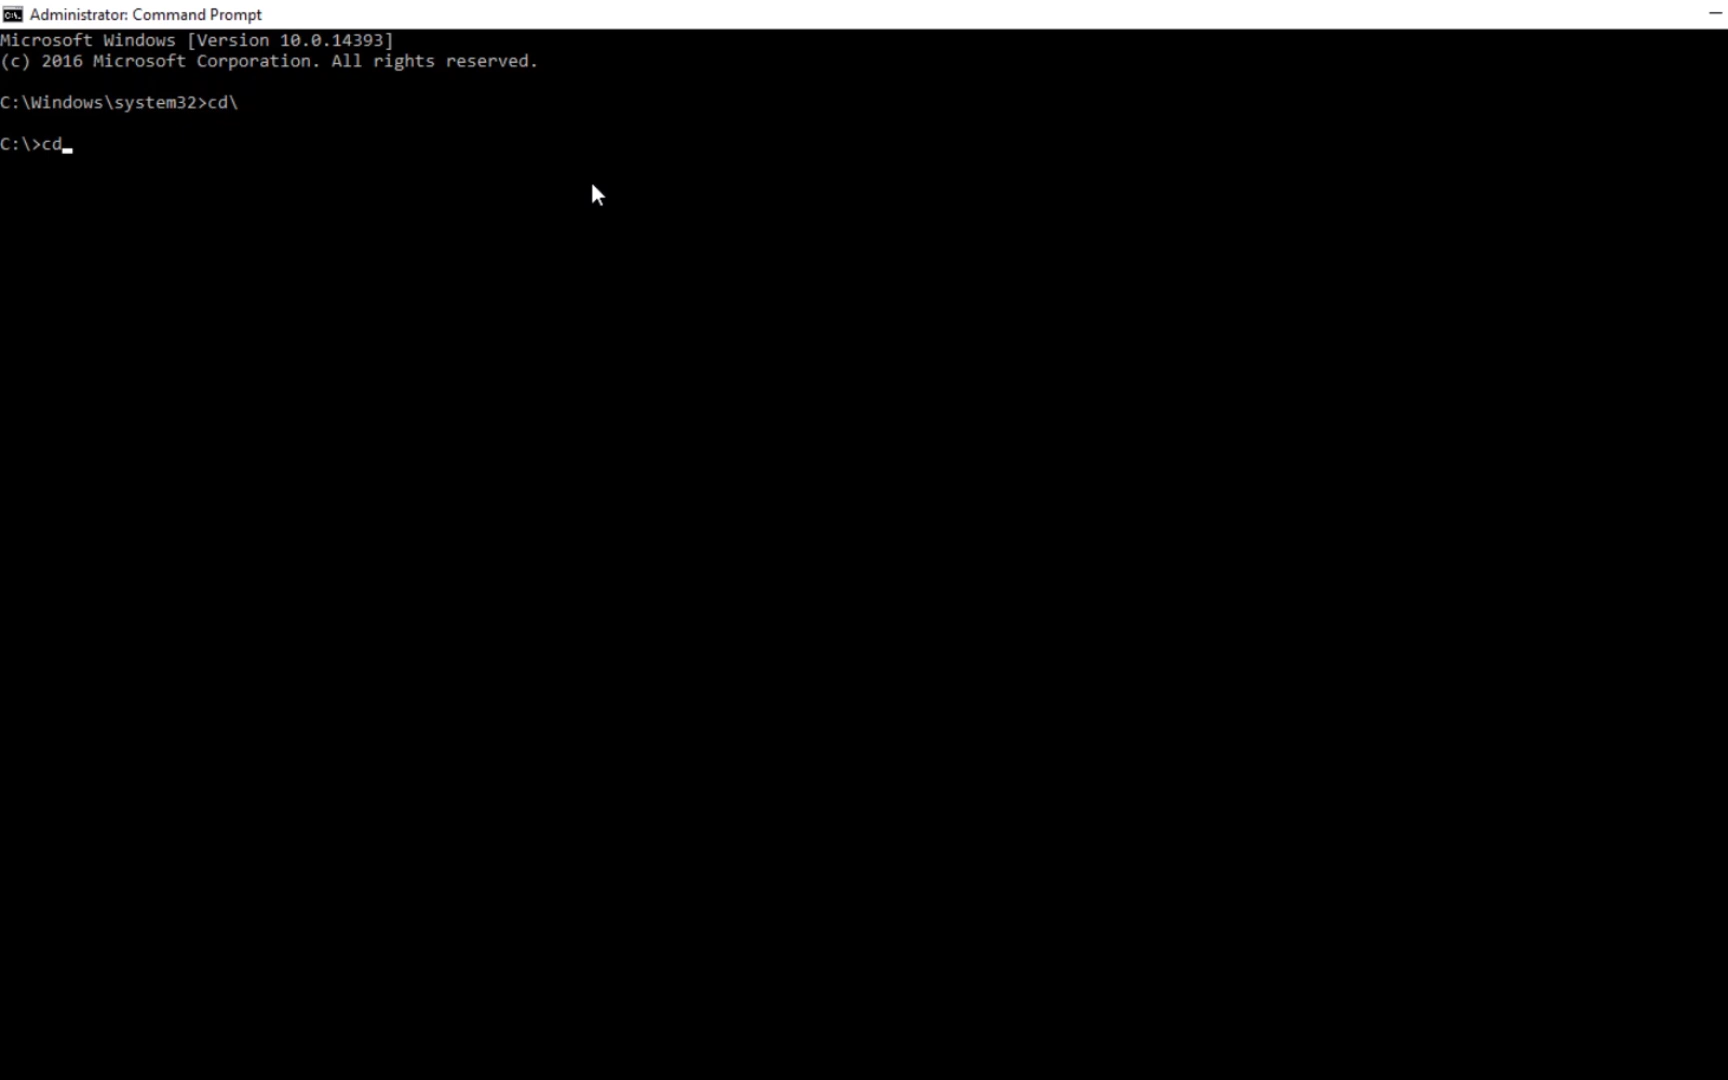 Administrator: Command Prompt
Microsoft Windows [Version 10.0.14393]
(c) 2016 Microsoft Corporation. All rights reserved.
C:\Windows\system32>cd\
C:\>cd